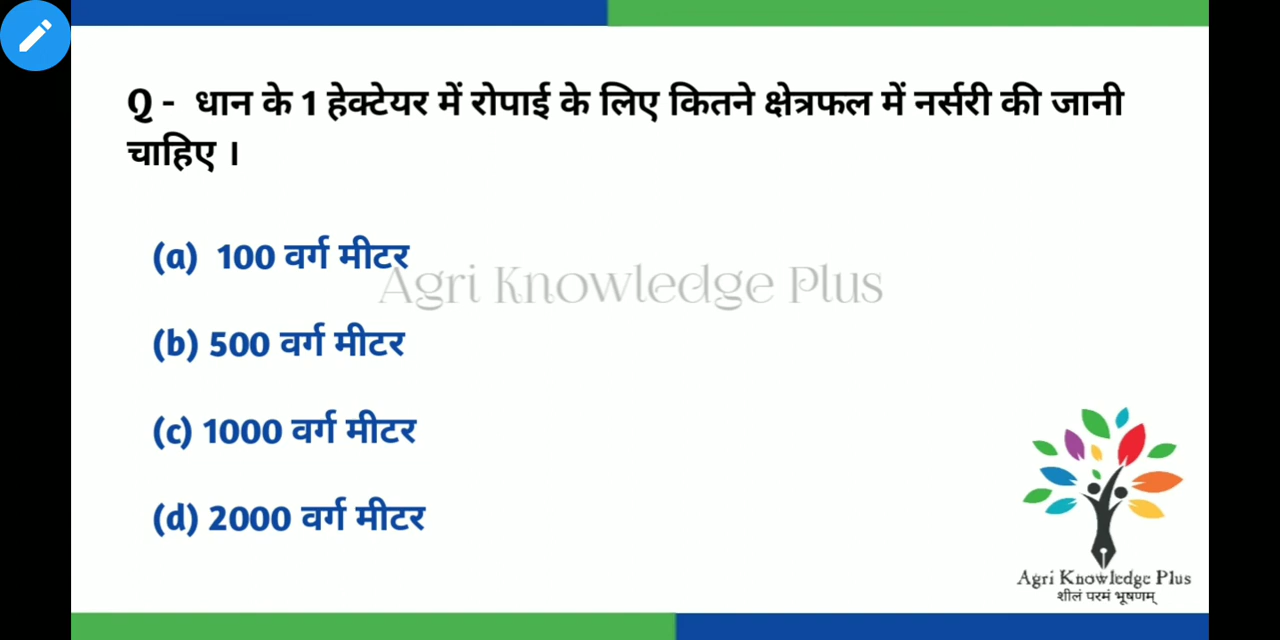 Q - धान के 1 हेक्टेयर में रोपाई के लिए कितने क्षेत्रफल में नर्सरी की जानी
चाहिए ।
(a) 100 वर्ग मीटर
Agri Knowledge Plus
(b) 500 वर्ग मीटर
(c) 1000 वर्ग मीटर
(d) 2000 वर्ग मीटर
Agri Knowledge Plus
शीलं परमं भूषणम्